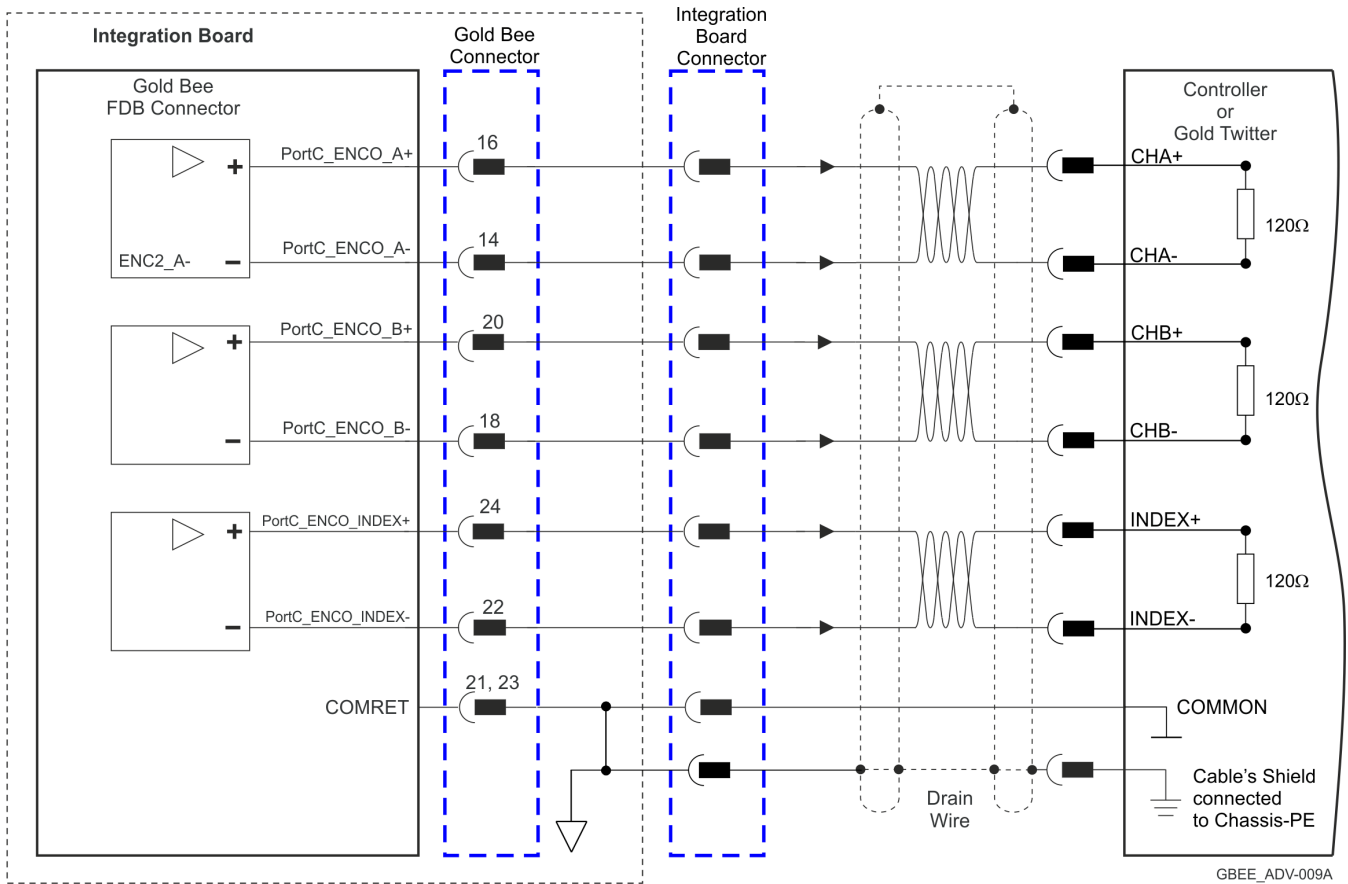 Integration Board
Gold Bee
Connector
Integration
Board
Connector
Gold Bee
FDB Connector
Controller
or
Gold Twitter
PortC_ENCO_A+
16
CHA+
+
120Ω
PortC_ENCO_A-
14
CHA-
ENC2_A-
−
PortC_ENCO_B+
20
CHB+
+
120Ω
PortC_ENCO_B-
18
CHB-
−
PortC_ENCO_INDEX+
24
INDEX+
+
120Ω
PortC_ENCO_INDEX-
22
INDEX-
−
COMRET
21, 23
COMMON
Drain
Wire
Cable's Shield
connected
to Chassis-PE
GBEE_ADV-009A